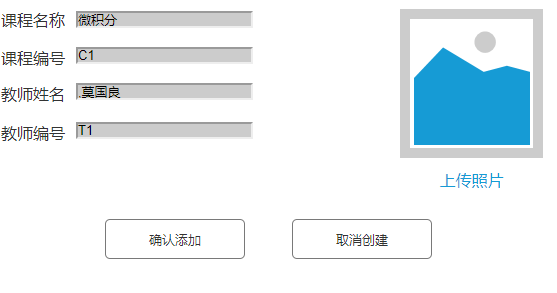 课程名称 微积分
课程编号 C1
教师姓名 .莫国良
教师编号 T1
上传照片
确认添加 取消创建